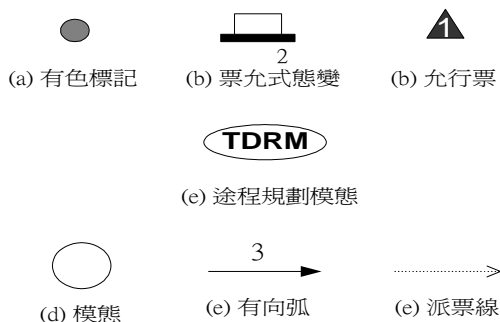 1
2
(a) 有色標記 (b) 票允式態變 (b) 允行票
TDRM
(e) 途程規劃模態
3
(d) 模態 (e) 有向弧 (e) 派票線